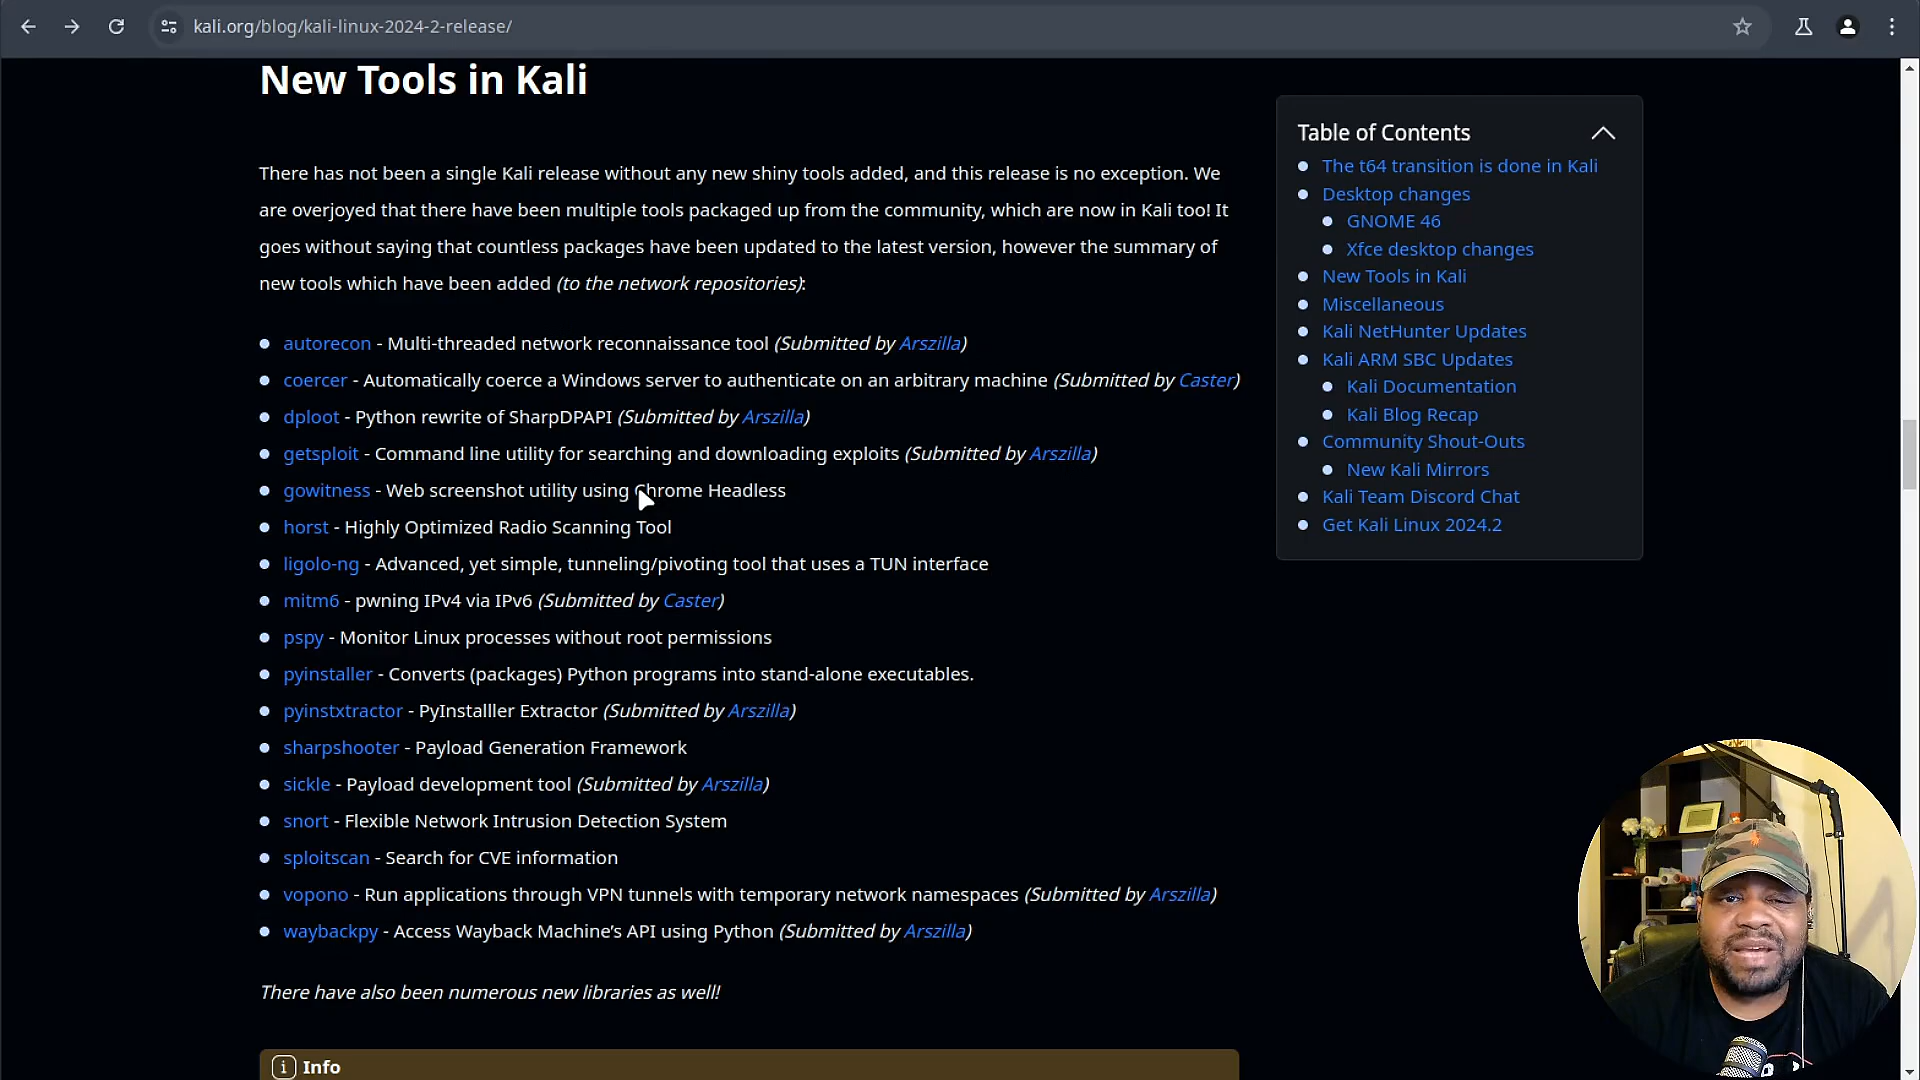 kali.org/blog/kali-linux-2024-2-release/
New Tools in Kali
There has not been a single Kali release without any new shiny tools added, and this release is no exception. We
are overjoyed that there have been multiple tools packaged up from the community, which are now in Kali too! It
goes without saying that countless packages have been updated to the latest version, however the summary of
new tools which have been added (to the network repositories):
autorecon - Multi-threaded network reconnaissance tool (Submitted by Arszilla)
coercer - Automatically coerce a Windows server to authenticate on an arbitrary machine (Submitted by Caster)
dploot - Python rewrite of SharpDPAPI (Submitted by Arszilla)
getsploit - Command line utility for searching and downloading exploits (Submitted by Arszilla)
gowitness - Web screenshot utility using Chrome Headless
horst - Highly Optimized Radio Scanning Tool
ligolo-ng - Advanced, yet simple, tunneling/pivoting tool that uses a TUN interface
mitm6 - pwning IPv4 via IPv6 (Submitted by Caster)
pspy - Monitor Linux processes without root permissions
pyinstaller - Converts (packages) Python programs into stand-alone executables.
pyinstxtractor - PyInstalller Extractor (Submitted by Arszilla)
sharpshooter - Payload Generation Framework
sickle - Payload development tool (Submitted by Arszilla)
snort - Flexible Network Intrusion Detection System
sploitscan - Search for CVE information
vopono - Run applications through VPN tunnels with temporary network namespaces (Submitted by Arszilla)
waybackpy - Access Wayback Machine's API using Python (Submitted by Arszilla)
There have also been numerous new libraries as well!
Info
Table of Contents
The t64 transition is done in Kali
Desktop changes
GNOME 46
Xfce desktop changes
New Tools in Kali
Miscellaneous
Kali NetHunter Updates
Kali ARM SBC Updates
Kali Documentation
Kali Blog Recap
Community Shout-Outs
New Kali Mirrors
Kali Team Discord Chat
Get Kali Linux 2024.2